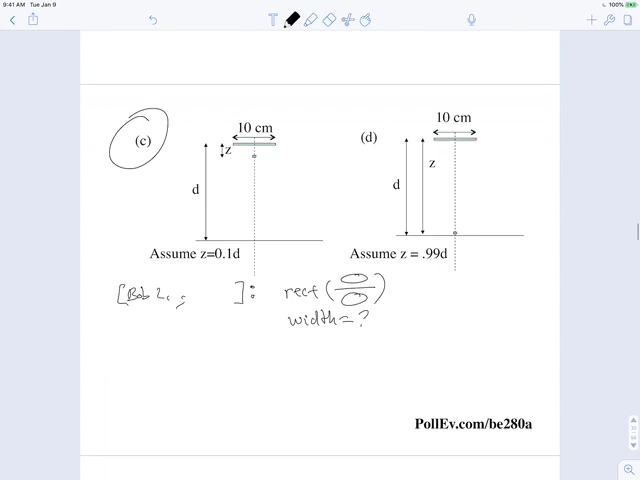 9:41 AM Tue Jan 9
100%
T
10 cm
10 cm
(c)
(d)
z
z
d
d
Assume z=0.1d
Assume z = .99d
]: rect (
width = ?
PollEv.com/be280a